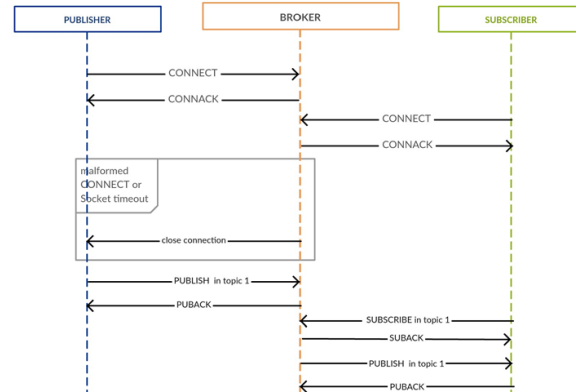 PUBLISHER
BROKER
SUBSCRIBER
CONNECT
CONNACK
CONNECT
CONNACK
malformed
CONNECT or
Socket timeout
close connection
PUBLISH in topic 1
PUBACK
SUBSCRIBE in topic 1
SUBACK
PUBLISH in topic 1
PUBACK